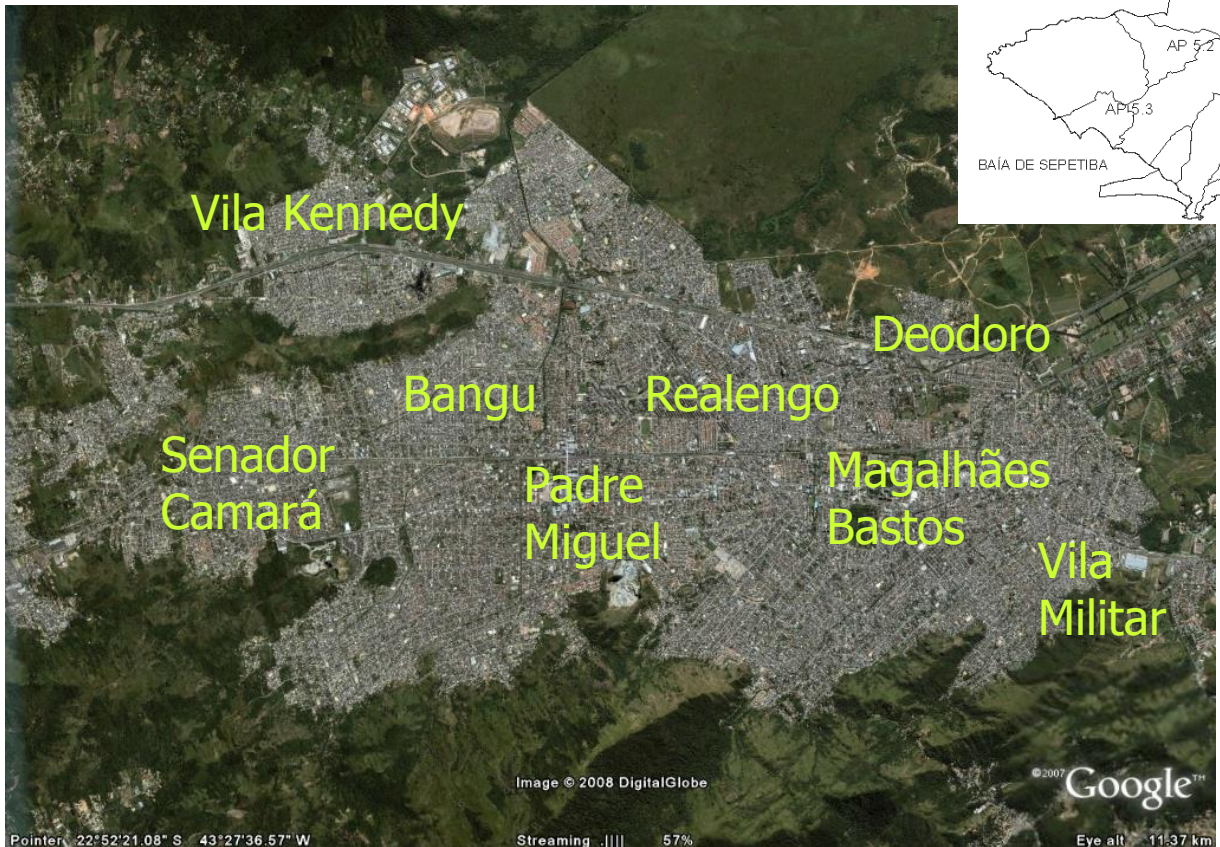 AP 5.2
AP 5.3
BAÍA DE SEPETIBA
Vila Kennedy
Deodoro
Bangu
Realengo
Senador
Camará
Padre
Miguel
Magalhães
Bastos
Vila
Militar
Image © 2008 DigitalGlobe
©2007 Google™
Pointer 22°52'21.08" S 43°27'36.57" W
Streaming .|||| 57%
Eye alt 11.37 km